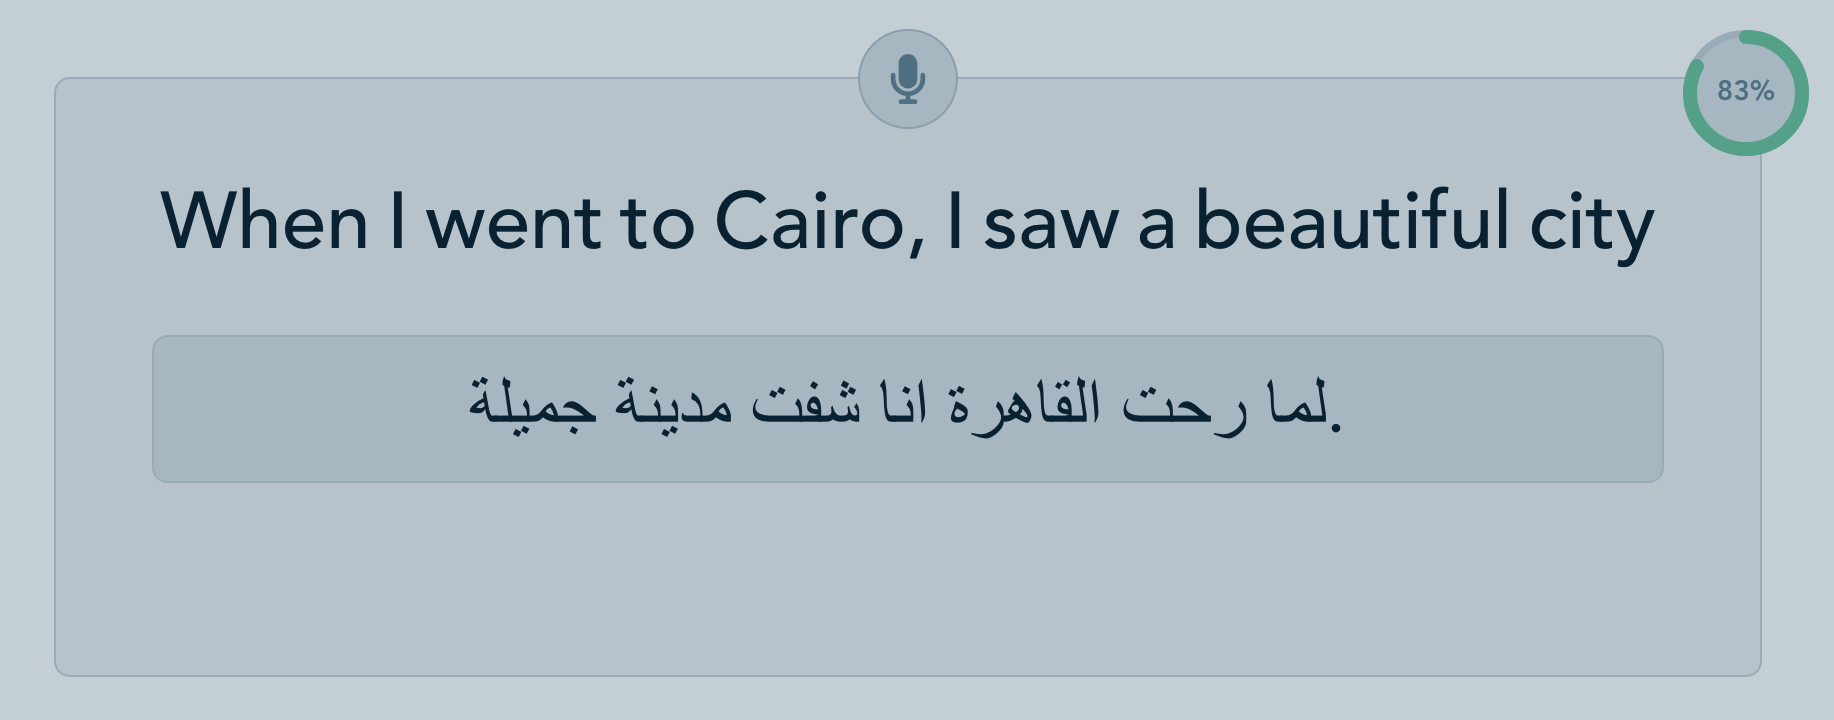 83%
When I went to Cairo, I saw a beautiful city
.لما رحت القاهرة انا شفت مدينة جميلة